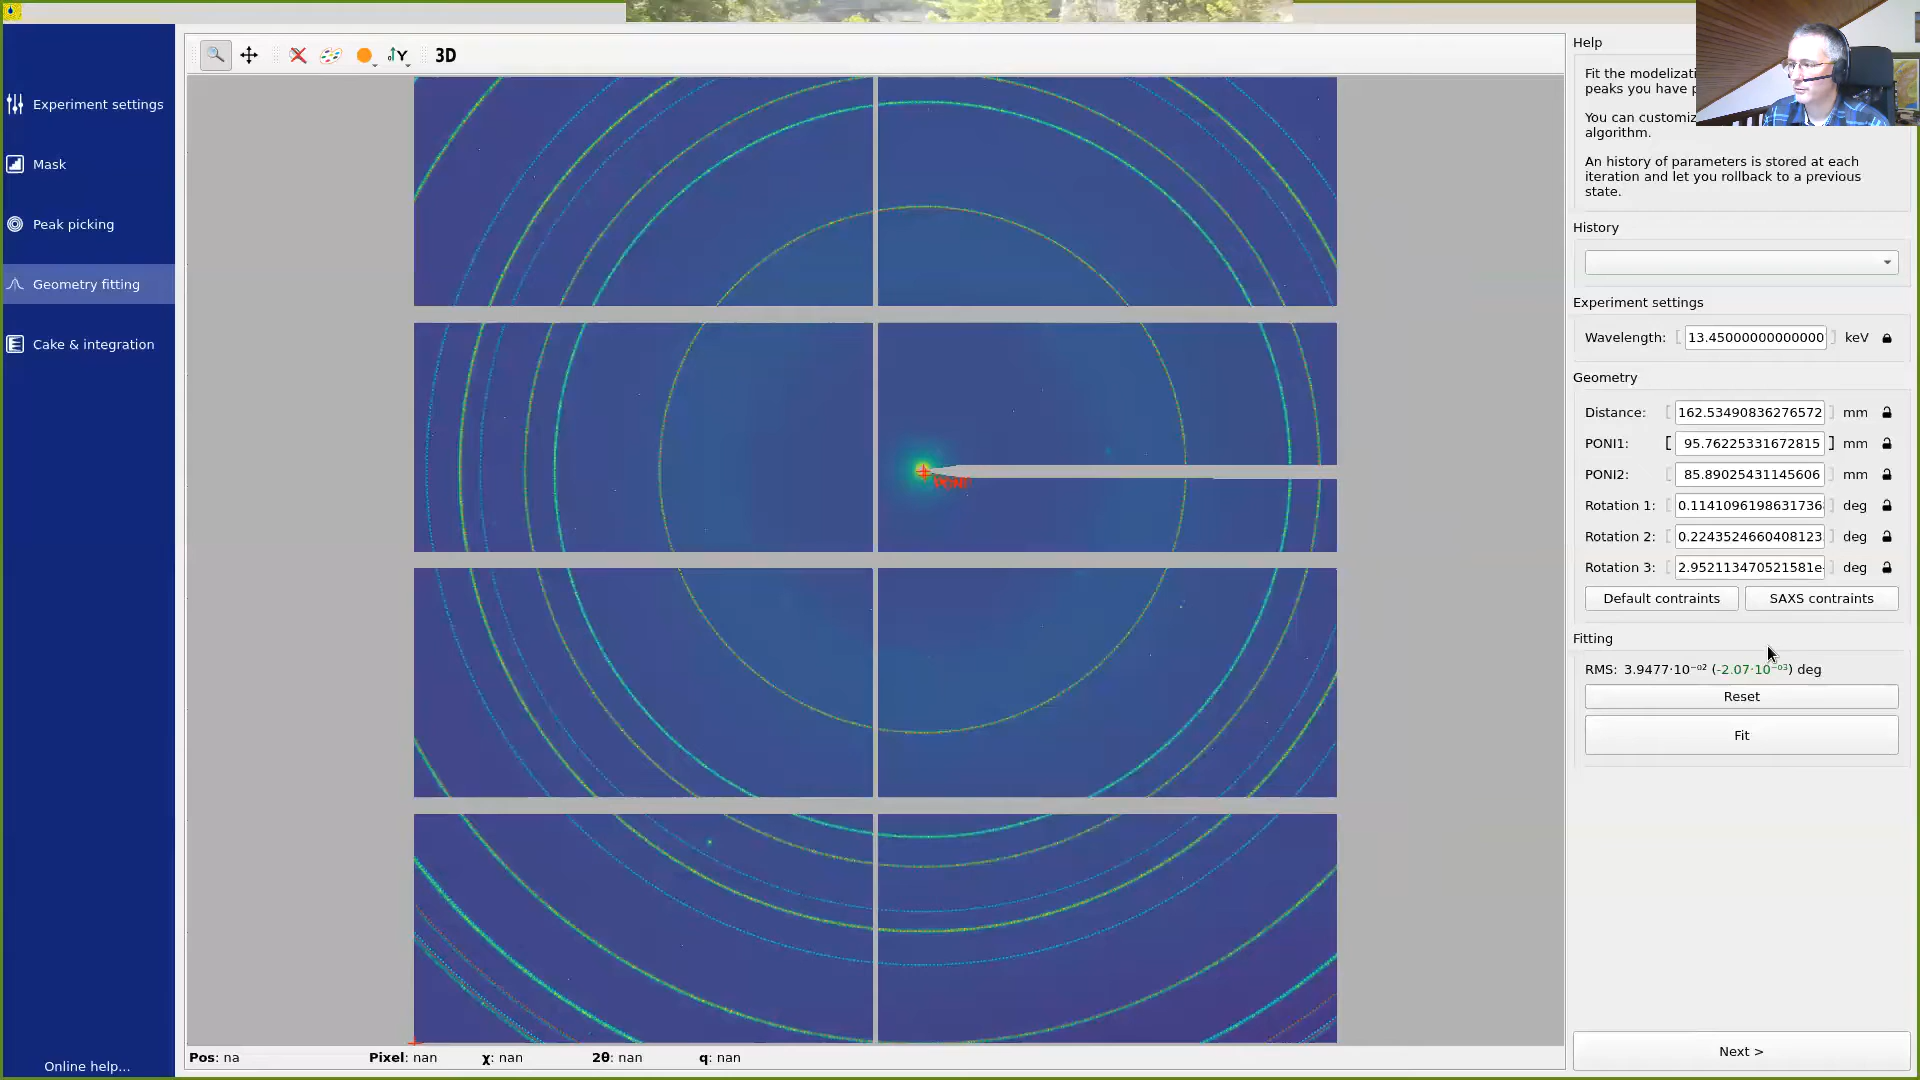 3D
Experiment settings
Mask
Peak picking
Geometry fitting
Cake & integration
Online help...
PONI
Pos: na
Pixel: nan
χ: nan
2θ: nan
q: nan
Help
Fit the modelizati
peaks you have p
You can customiz
algorithm.
An history of parameters is stored at each
iteration and let you rollback to a previous
state.
History
Experiment settings
Wavelength: [ 13.45000000000000 ] keV
Geometry
Distance: [ 162.53490836276572 ] mm
PONI1: [ 95.76225331672815 ] mm
PONI2: [ 85.89025431145606 ] mm
Rotation 1: [ 0.1141096198631736 ] deg
Rotation 2: [ 0.2243524660408123 ] deg
Rotation 3: [ 2.952113470521581e- ] deg
Default contraints
SAXS contraints
Fitting
RMS: 3.9477·10⁻⁰² (-2.07·10⁻⁰³) deg
Reset
Fit
Next >